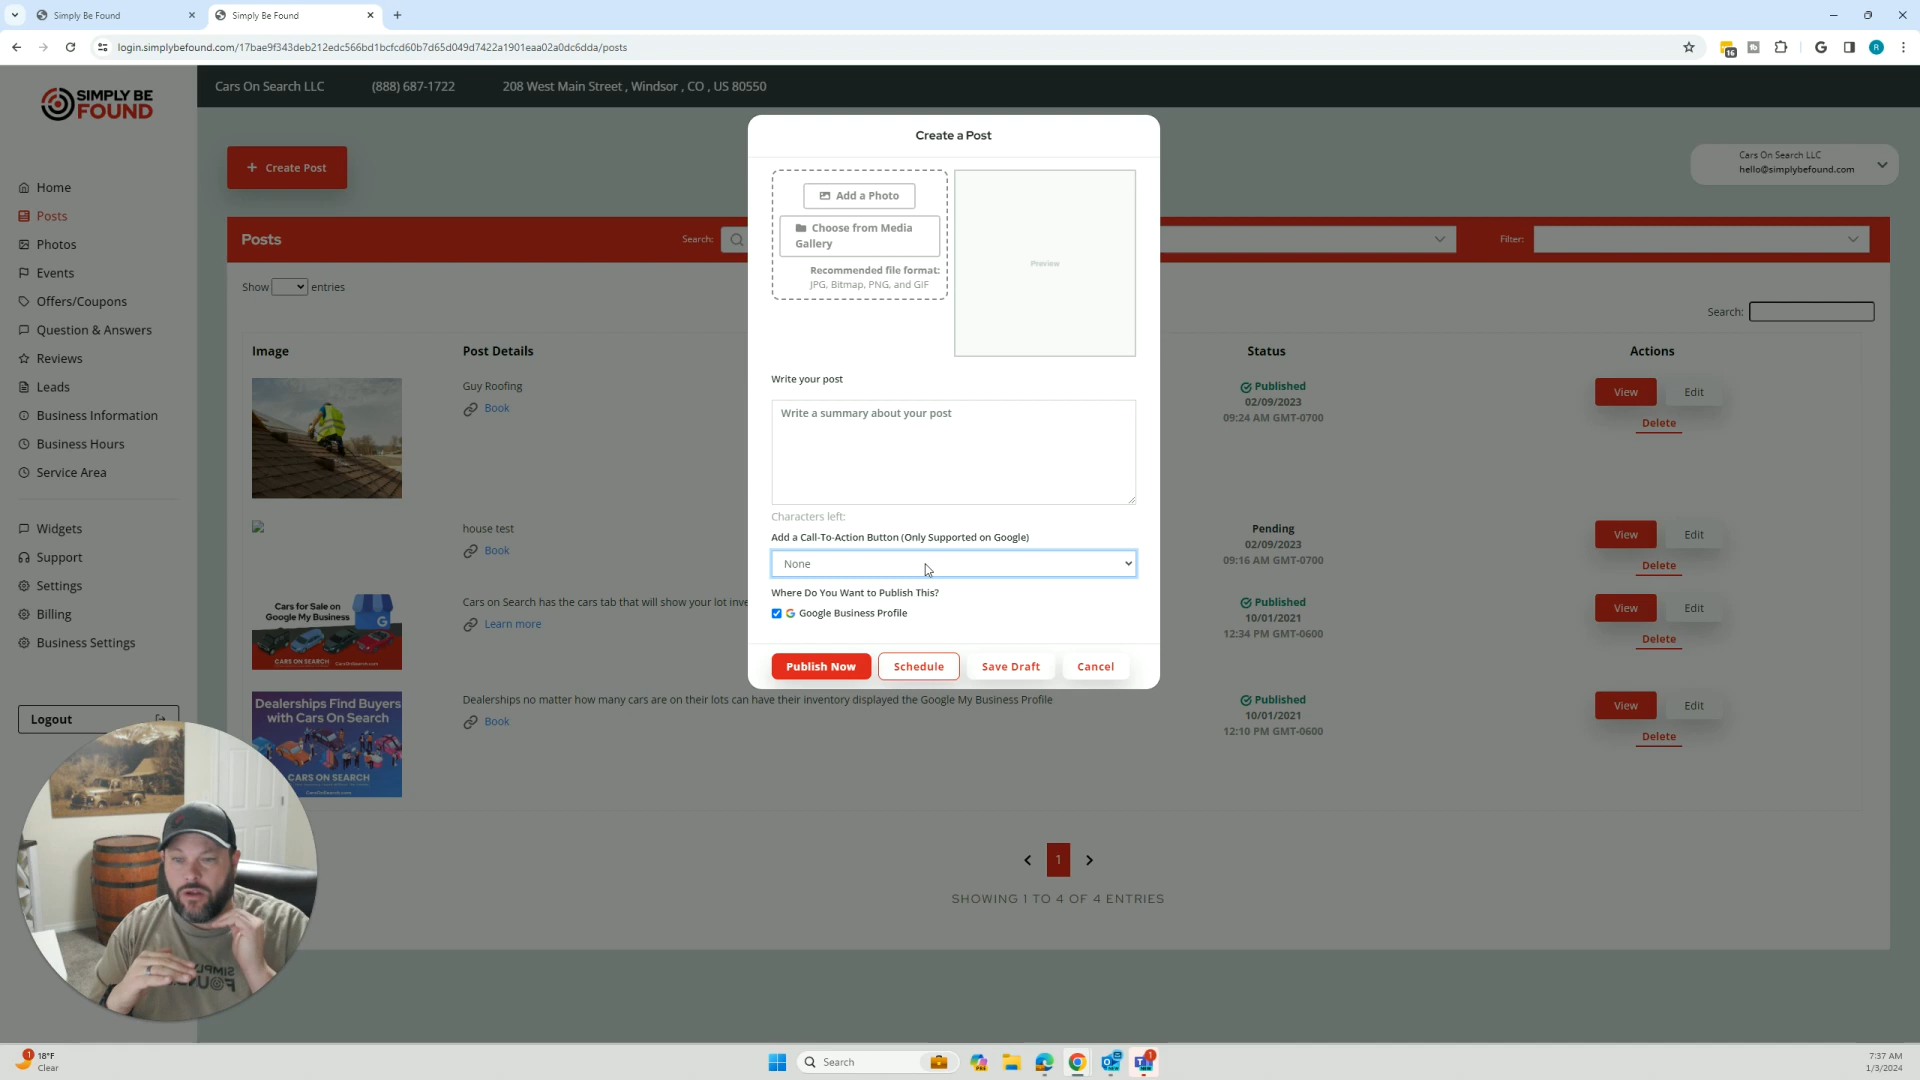 Simply Be Found
Simply Be Found
login.simplybefound.com/17bae9f343deb212edc566bd1bcfcd60b7d65d049d7422a1901eaa02a0dc6dda/posts
16
R
SIMPLY BE
FOUND
Cars On Search LLC (888) 687-1722 208 West Main Street , Windsor , CO , US 80550
+ Create Post
Cars On Search LLC
hello@simplybefound.com
Home
Posts
Photos
Events
Offers/Coupons
Question & Answers
Reviews
Leads
Business Information
Business Hours
Service Area
Widgets
Support
Settings
Billing
Business Settings
Logout
Posts Search: Filter:
Show entries
Search:
Image Post Details Status Actions
Guy Roofing
Book
Published
02/09/2023
09:24 AM GMT-0700
View Edit
Delete
house test
Book
Pending
02/09/2023
09:16 AM GMT-0700
View Edit
Delete
Cars for Sale on
Google My Business
CARS ON SEARCH
CarsOnSearch.com
Cars on Search has the cars tab that will show your lot inve
Learn more
Published
10/01/2021
12:34 PM GMT-0600
View Edit
Delete
Dealerships Find Buyers
with Cars On Search
CARS ON SEARCH
CarsOnSearch.com
Dealerships no matter how many cars are on their lots can have their inventory displayed the Google My Business Profile
Book
Published
10/01/2021
12:10 PM GMT-0600
View Edit
Delete
1
SHOWING 1 TO 4 OF 4 ENTRIES
Create a Post
Add a Photo
Choose from Media
Gallery
Recommended file format:
JPG, Bitmap, PNG, and GIF
Preview
Write your post
Write a summary about your post
Characters left:
Add a Call-To-Action Button (Only Supported on Google)
None
Where Do You Want to Publish This?
Google Business Profile
Publish Now Schedule Save Draft Cancel
1
18°F
Clear
Search
PRE
NEW
NEW
1
7:37 AM
1/3/2024